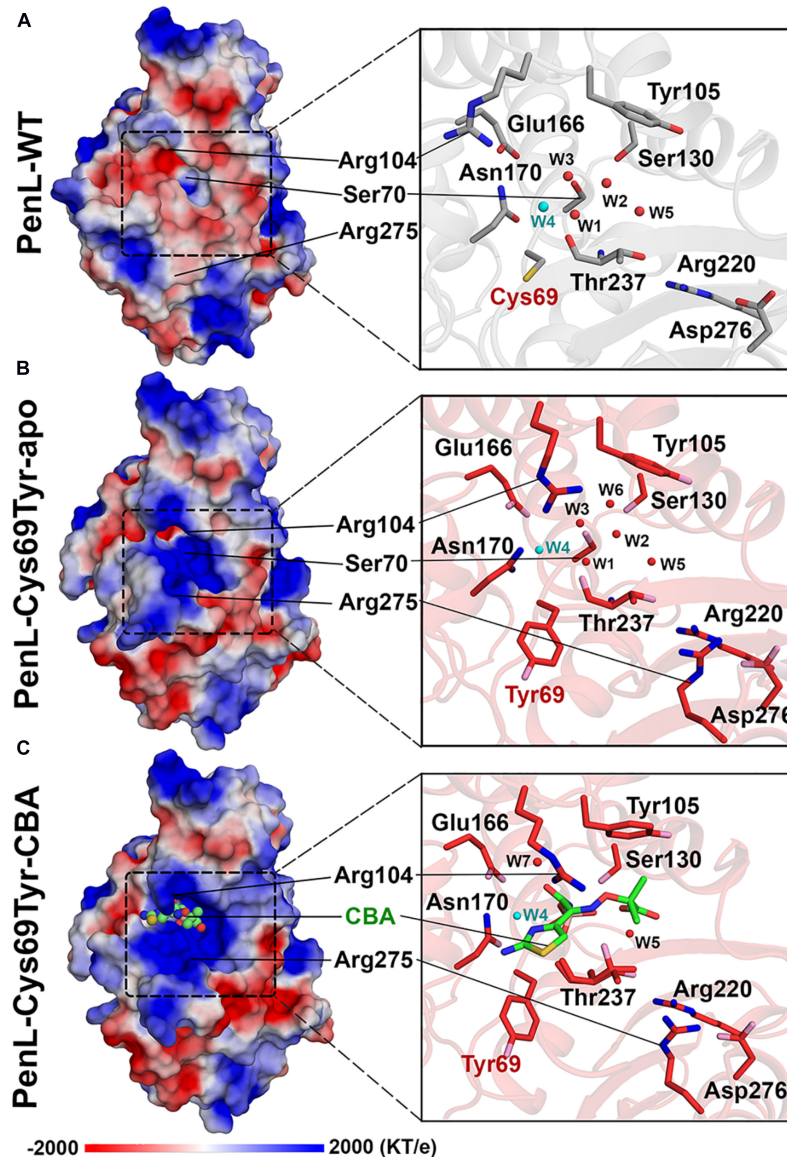 A
PenL-WT
Arg104
Ser70
Arg275
Tyr105
Glu166
Ser130
W3
Asn170
W2
W4
W1
W5
Thr237
Arg220
Cys69
Asp276
B
PenL-Cys69Tyr-apo
Arg104
Ser70
Arg275
Glu166
Tyr105
W6
Ser130
W3
Asn170
W4
W2
W1
W5
Thr237
Arg220
Tyr69
Asp276
C
PenL-Cys69Tyr-CBA
Arg104
CBA
Arg275
Glu166
Tyr105
W7
Ser130
Asn170
W4
W5
Thr237
Arg220
Tyr69
Asp276
-2000 2000 (KT/e)